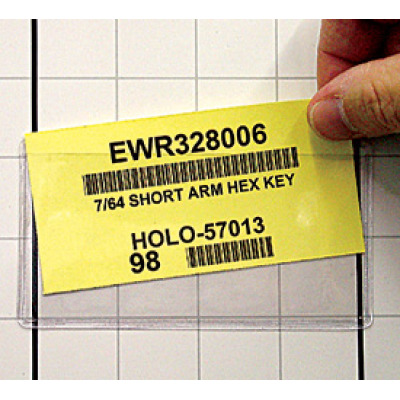 EWR328006
7/64 SHORT ARM HEX KEY
HOLO-57013
98